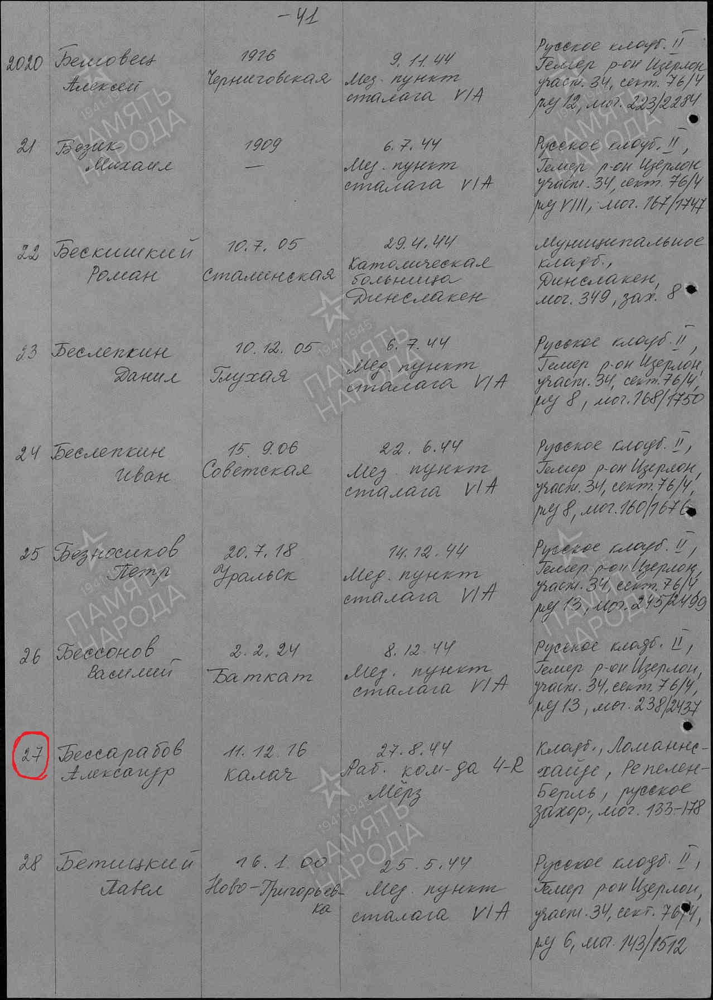 -41
2020 Бешовец
Алексей
1926
Черниговская
9.11.44
Мед. пункт
сталага VIA
Русское кладб. II
Гемер р-он Изерлон
участ. 34, сект. 76/4
ряд 12, мог. 223/2284
21 Бозик
Михаил
1909
—
6.7.44
Мед. пункт
сталага VIA
Русское кладб. II,
Гемер р-он Изерлон
участ. 34, сект. 76/4
ряд VIII, мог. 167/1747
22 Бескишкий
Роман
10.7.05
Сталинская
29.4.44
Католическая
больница
Динслакен
Муниципальное
кладб.,
Динслакен,
мог. 349, зах. 8
23 Беслепкин
Данил
10.12.05
Глухая
6.7.44
Мед. пункт
сталага VIA
Русское кладб. II,
Гемер р-он Изерлон,
участ. 34, сект. 76/4,
ряд 8, мог. 168/1750
24 Беслепкин
Иван
15.9.06
Советская
22.6.44
Мед. пункт
сталага VIA
Русское кладб. II,
Гемер р-он Изерлон,
участ. 34, сект. 76/4,
ряд 8, мог. 160/1676
25 Безносиков
Петр
20.7.18
Уральск
14.12.44
Мед. пункт
сталага VIA
Русское кладб. II,
Гемер р-он Изерлон,
участ. 34, сект. 76/4,
ряд 13, мог. 245/2499
26 Бессонов
Василий
2.2.24
Баткат
8.12.44
Мед. пункт
сталага VIA
Русское кладб. II,
Гемер р-он Изерлон,
участ. 34, сект. 76/4,
ряд 13, мог. 238/2437
27 Бессарабов
Александр
11.12.16
Калач
27.8.44
Раб. ком-да 4-R
Мёрз
Кладб., Ломаннс-
хайде, Репелен-
Берль, русское
захор., мог. 133-178
28 Бетицкий
Павел
16.1.00
Ново-Григорьев-
ка
25.5.44
Мед. пункт
сталага VIA
Русское кладб. II,
Гемер р-он Изерлон,
участ. 34, сект. 76/4,
ряд 6, мог. 143/1512
1941-1945
ПАМЯТЬ
НАРОДА